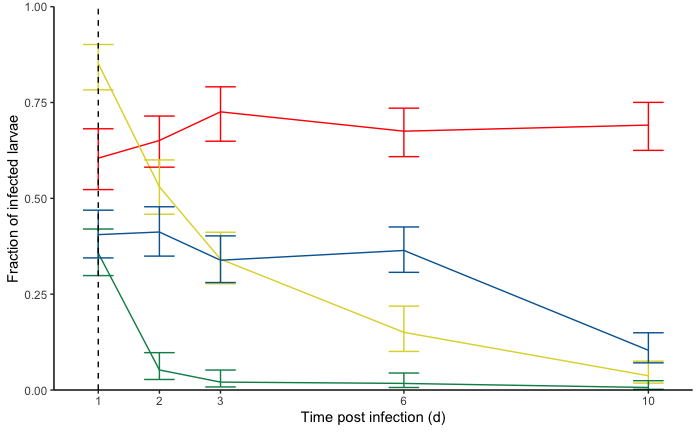 1.00
0.75
0.50
0.25
0.00
Fraction of infected larvae
1 2 3 6 10
Time post infection (d)